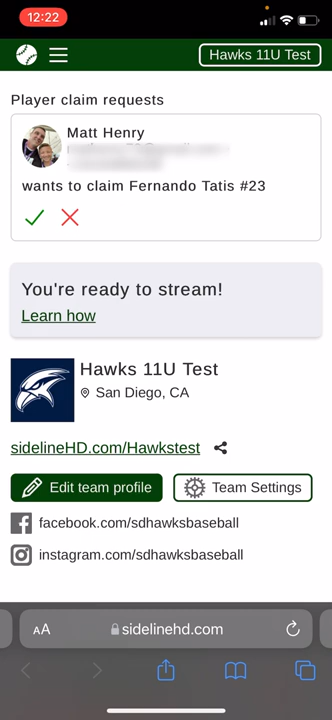 12:22
Hawks 11U Test
Player claim requests
Matt Henry
wants to claim Fernando Tatis #23
You're ready to stream!
Learn how
Hawks 11U Test
San Diego, CA
sidelineHD.com/Hawkstest
Edit team profile
Team Settings
facebook.com/sdhawksbaseball
instagram.com/sdhawksbaseball
AA
sidelinehd.com